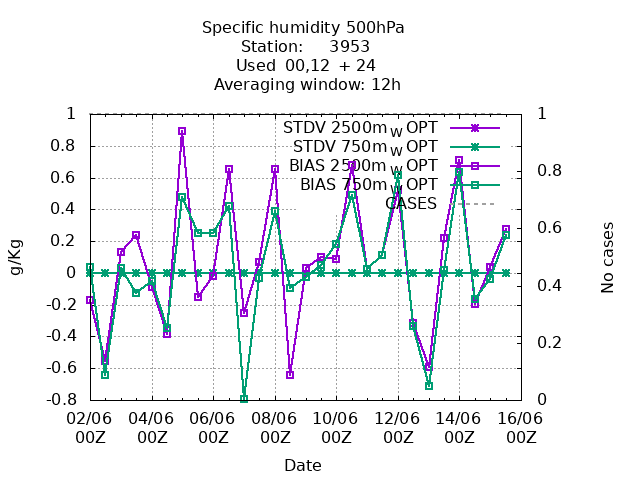 Specific humidity 500hPa
Station: 3953
Used 00,12 + 24
Averaging window: 12h
STDV 2500m_W OPT
STDV 750m_W OPT
BIAS 2500m_W OPT
BIAS 750m_W OPT
CASES
1
0.8
0.6
0.4
0.2
0
-0.2
-0.4
-0.6
-0.8
g/Kg
1
0.8
0.6
0.4
0.2
0
No cases
02/06 04/06 06/06 08/06 10/06 12/06 14/06 16/06
00Z 00Z 00Z 00Z 00Z 00Z 00Z 00Z
Date